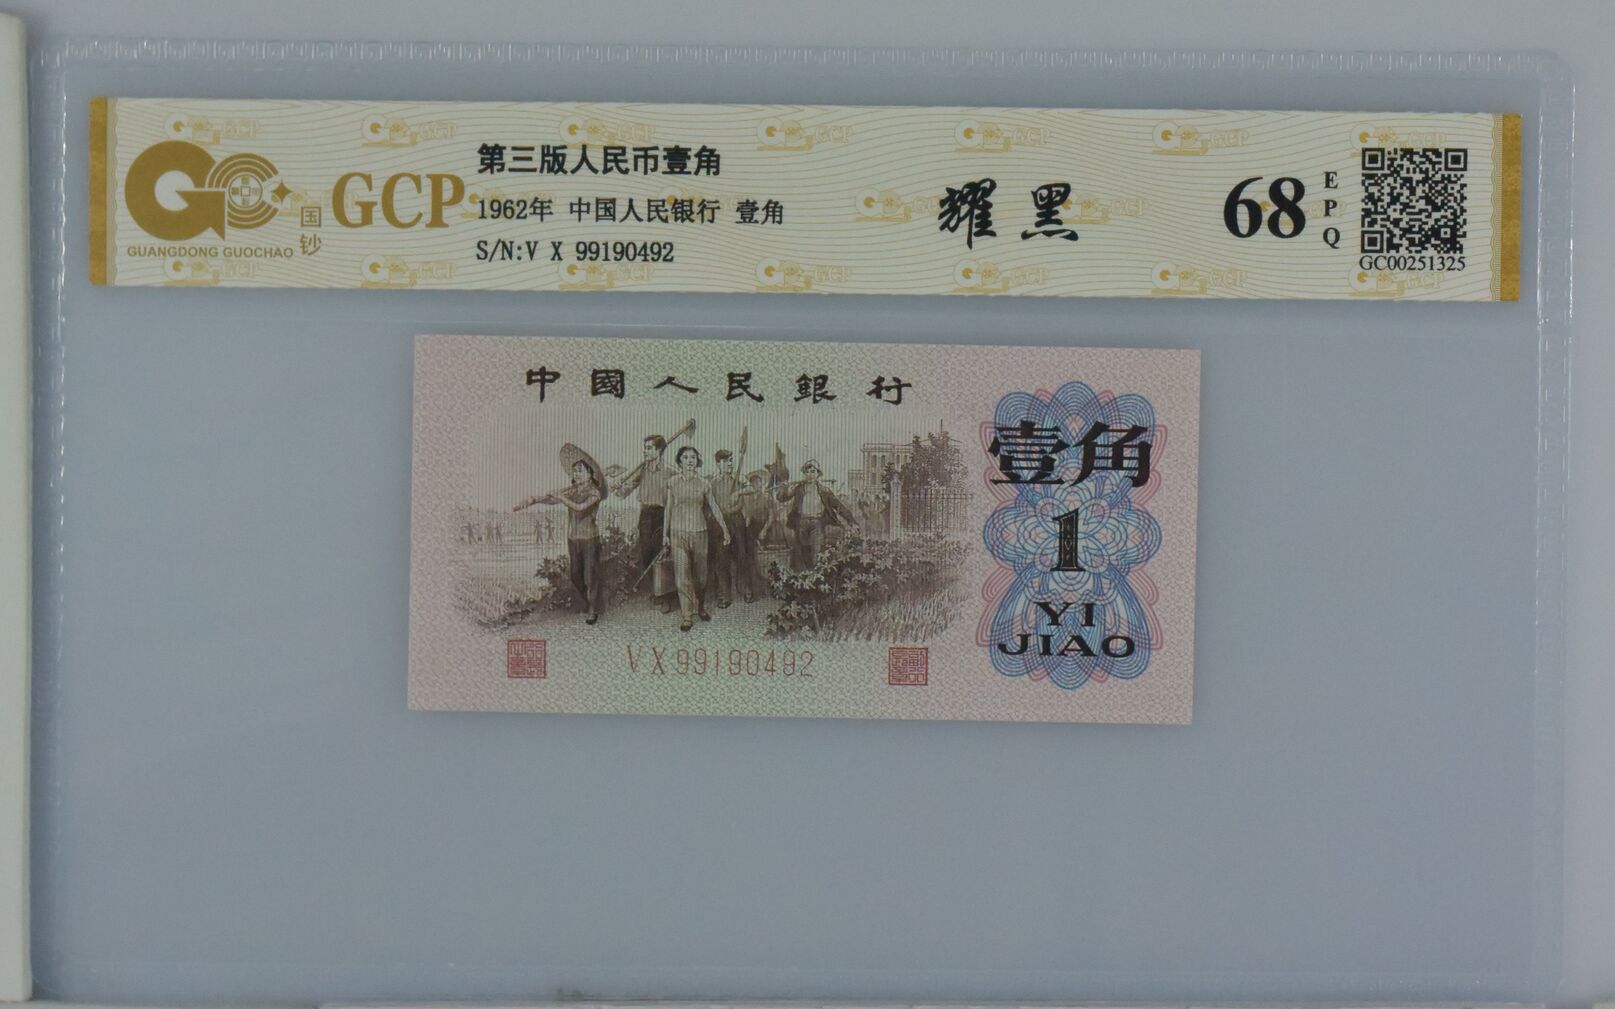 GUANGDONG GUOCHAO
国钞
GCP
第三版人民币壹角
1962年 中国人民银行 壹角
S/N:V X 99190492
耀黑
68
EPQ
GC00251325
中國人民銀行
壹角
1
YI
JIAO
VX99190492